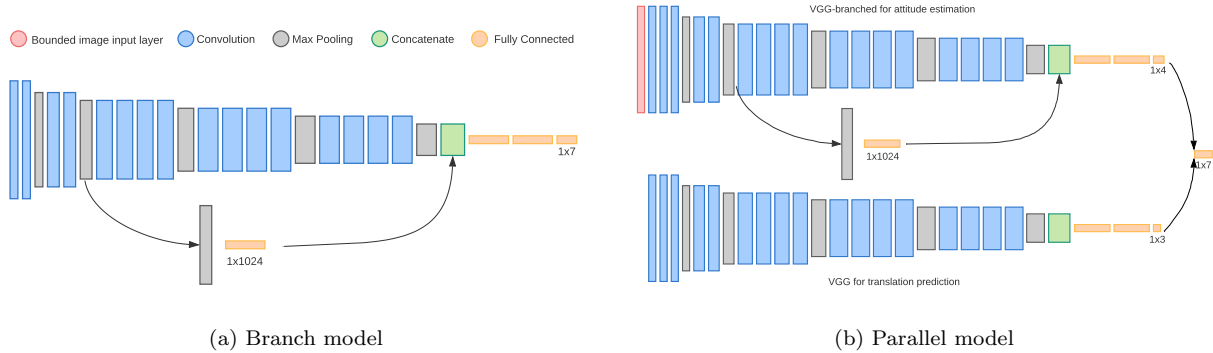 Bounded image input layer
Convolution
Max Pooling
Concatenate
Fully Connected
1x7
1x1024
(a) Branch model
VGG-branched for attitude estimation
1x4
1x1024
1x7
1x3
VGG for translation prediction
(b) Parallel model